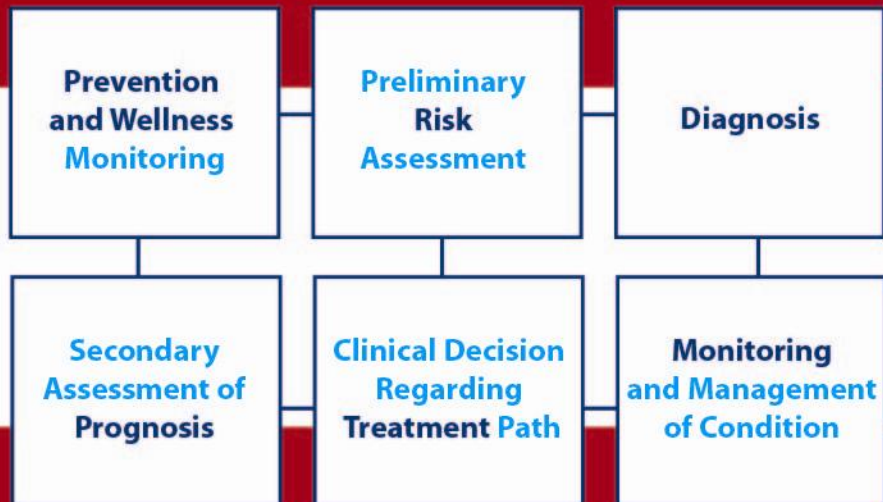 Prevention
and Wellness
Monitoring
Preliminary
Risk
Assessment
Diagnosis
Secondary
Assessment of
Prognosis
Clinical Decision
Regarding
Treatment Path
Monitoring
and Management
of Condition